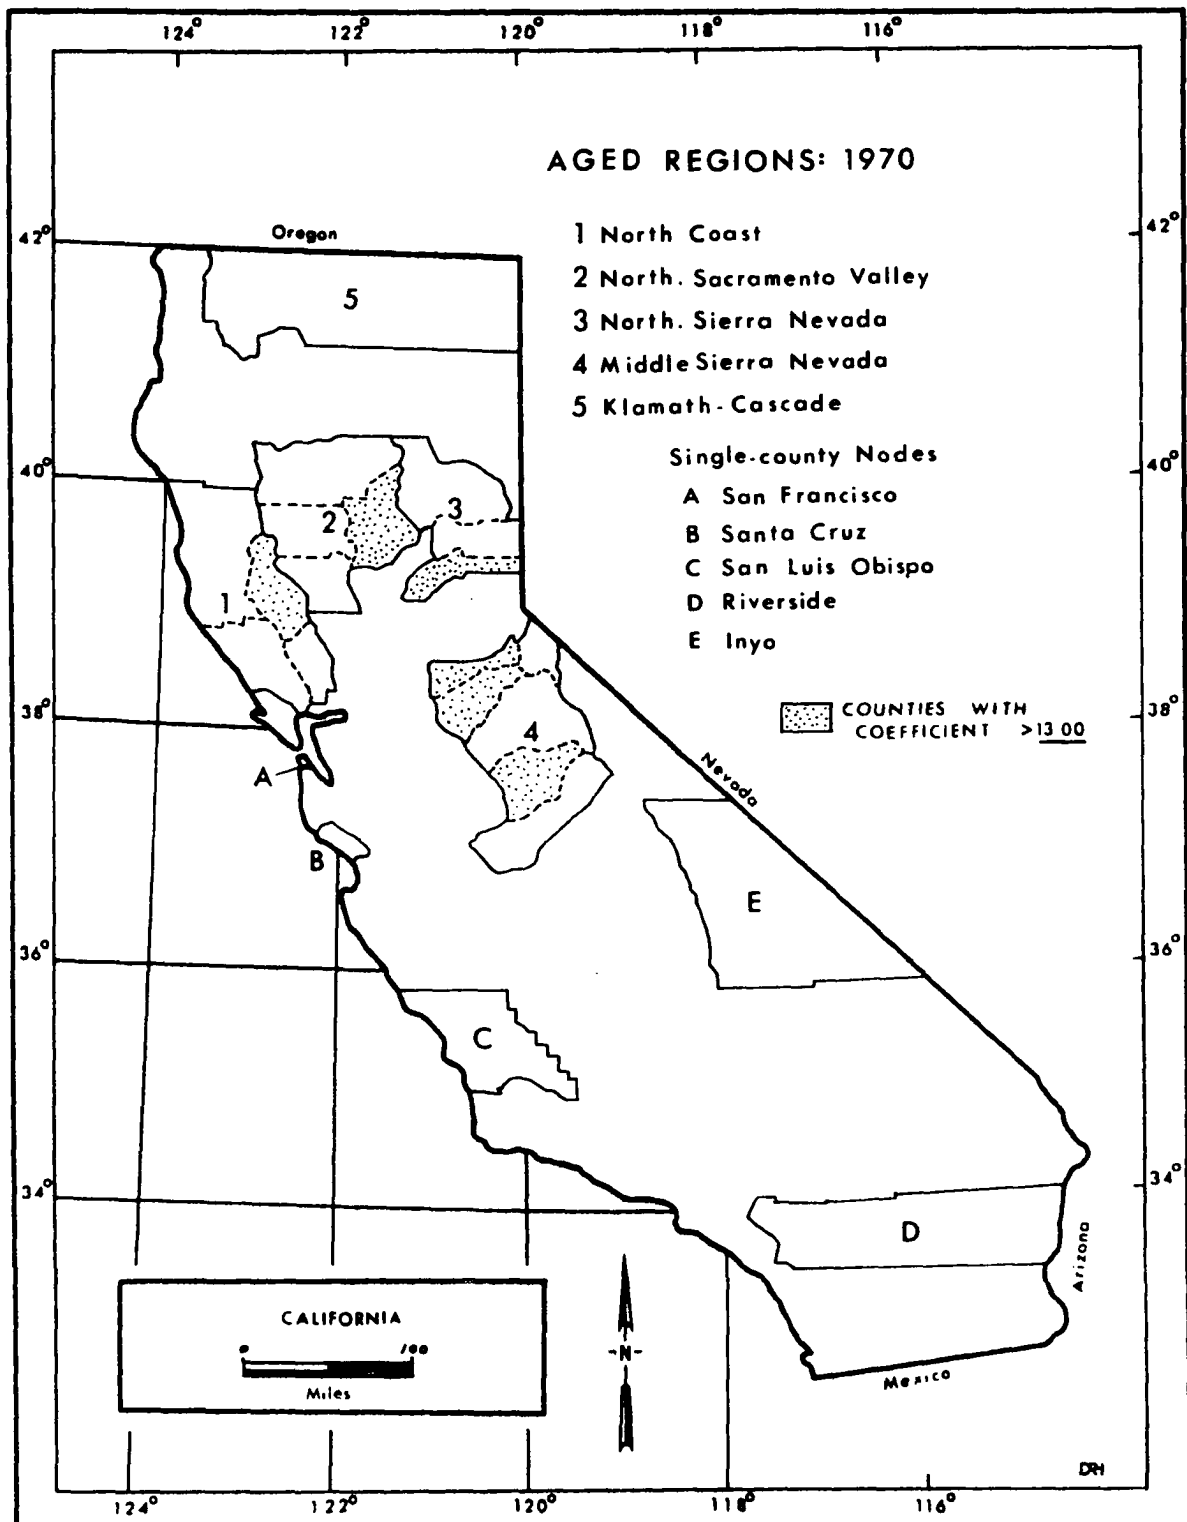 124° 122° 120° 118° 116°
AGED REGIONS: 1970
42° Oregon 42°
1 North Coast
2 North. Sacramento Valley
3 North. Sierra Nevada
4 Middle Sierra Nevada
5 Klamath-Cascade
5
Single-county Nodes
A San Francisco
B Santa Cruz
C San Luis Obispo
D Riverside
E Inyo
40° 40°
2 3
1
COUNTIES WITH
COEFFICIENT >13 00
38° 38°
4
A
Nevada
B
E
36° 36°
C
34° 34°
D
Arizona
CALIFORNIA
0 100
Miles
-N-
Mexico
DRH
124° 122° 120° 118° 116°